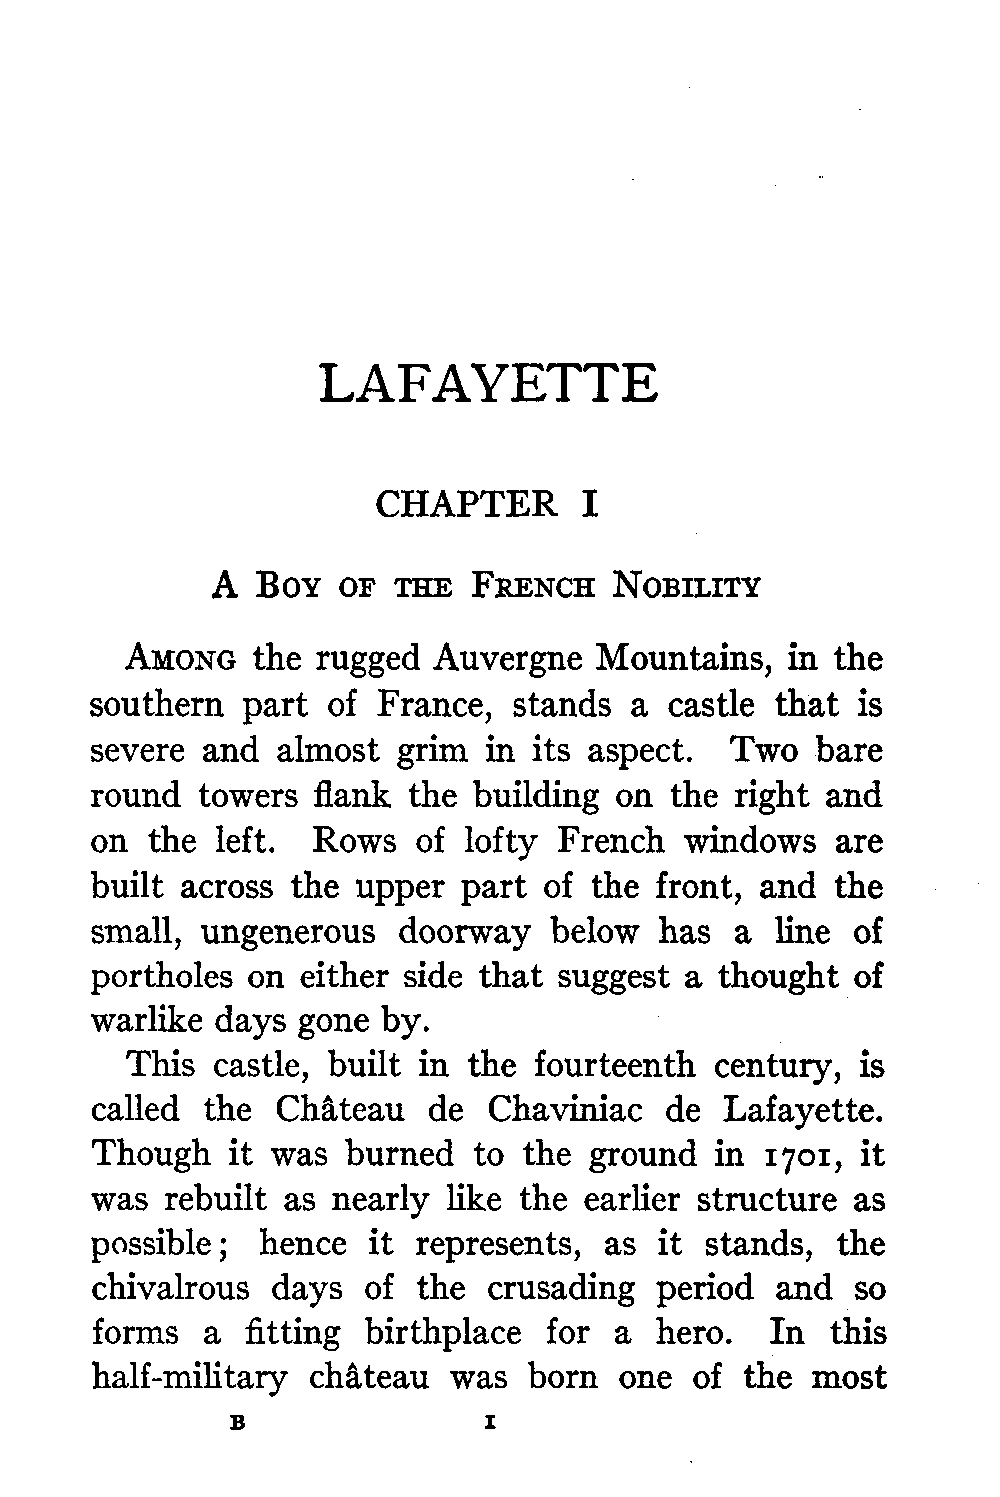 LAFAYETTE
CHAPTER I
A Boy of the French Nobility
Among the rugged Auvergne Mountains, in the
southern part of France, stands a castle that is
severe and almost grim in its aspect. Two bare
round towers flank the building on the right and
on the left. Rows of lofty French windows are
built across the upper part of the front, and the
small, ungenerous doorway below has a line of
portholes on either side that suggest a thought of
warlike days gone by.
This castle, built in the fourteenth century, is
called the Château de Chaviniac de Lafayette.
Though it was burned to the ground in 1701, it
was rebuilt as nearly like the earlier structure as
possible; hence it represents, as it stands, the
chivalrous days of the crusading period and so
forms a fitting birthplace for a hero. In this
half-military château was born one of the most
B 1